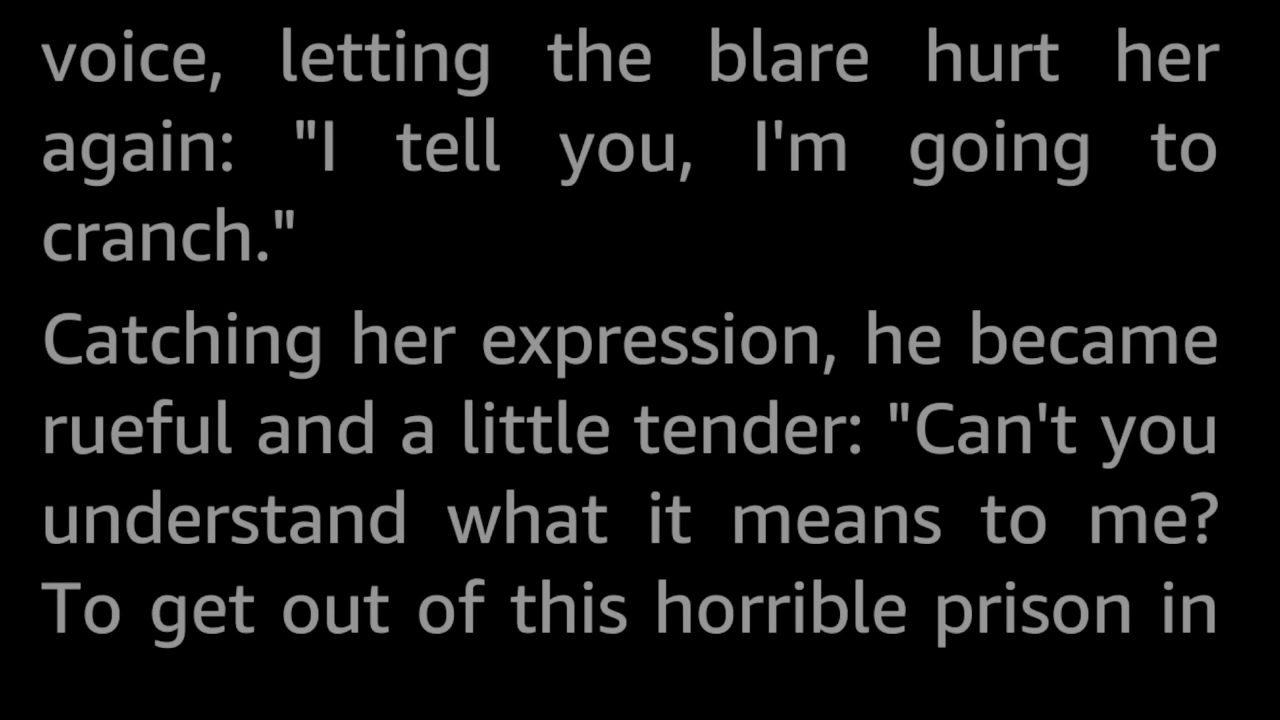 voice, letting the blare hurt her
again: "I tell you, I'm going to
cranch."
Catching her expression, he became
rueful and a little tender: "Can't you
understand what it means to me?
To get out of this horrible prison in